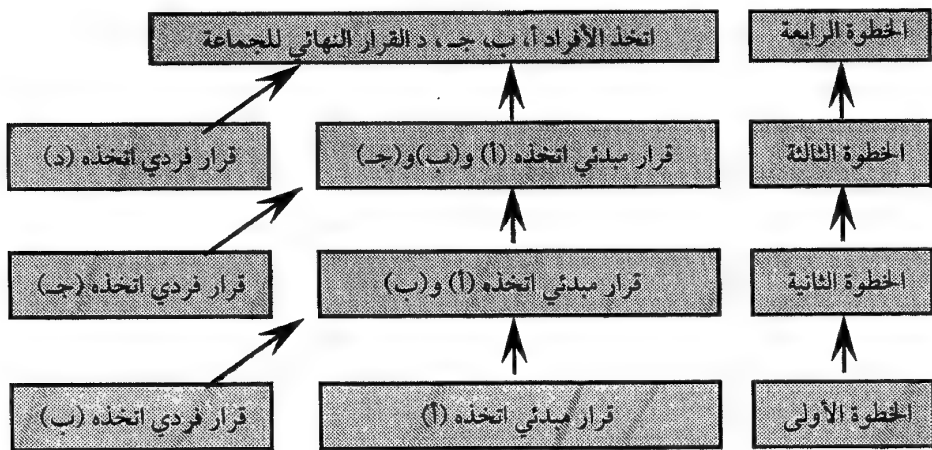 الخطوة الرابعة
اتخذ الأفراد أ، ب، جـ، د القرار النهائي للجماعة
الخطوة الثالثة
قرار مبدئي اتخذه (أ) و(ب)و(جـ)
قرار فردي اتخذه (د)
الخطوة الثانية
قرار مبدئي اتخذه (أ) و(ب)
قرار فردي اتخذه (جـ)
الخطوة الأولى
قرار مبدئي اتخذه (أ)
قرار فردي اتخذه (ب)